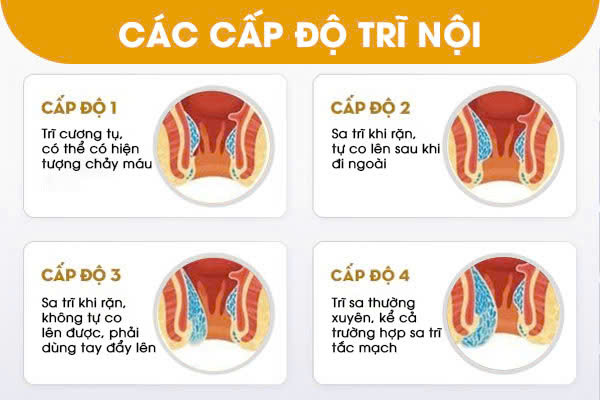 CÁC CẤP ĐỘ TRĨ NỘI
CẤP ĐỘ 1
Trĩ cương tụ,
có thể có hiện
tượng chảy máu
CẤP ĐỘ 2
Sa trĩ khi rặn,
tự co lên sau khi
đi ngoài
CẤP ĐỘ 3
Sa trĩ khi rặn,
không tự co
lên được, phải
dùng tay đẩy lên
CẤP ĐỘ 4
Trĩ sa thường
xuyên, kể cả
trường hợp sa trĩ
tắc mạch